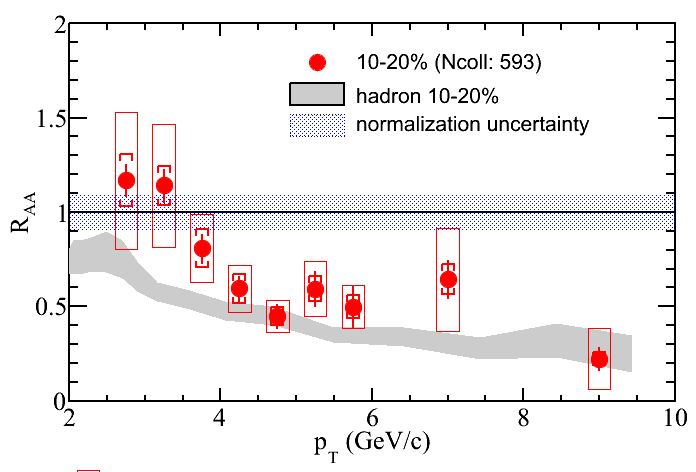 2
10-20% (Ncoll: 593)
hadron 10-20%
1.5
normalization uncertainty
R_AA
1
0.5
0
2 4 6 8 10
p_T (GeV/c)